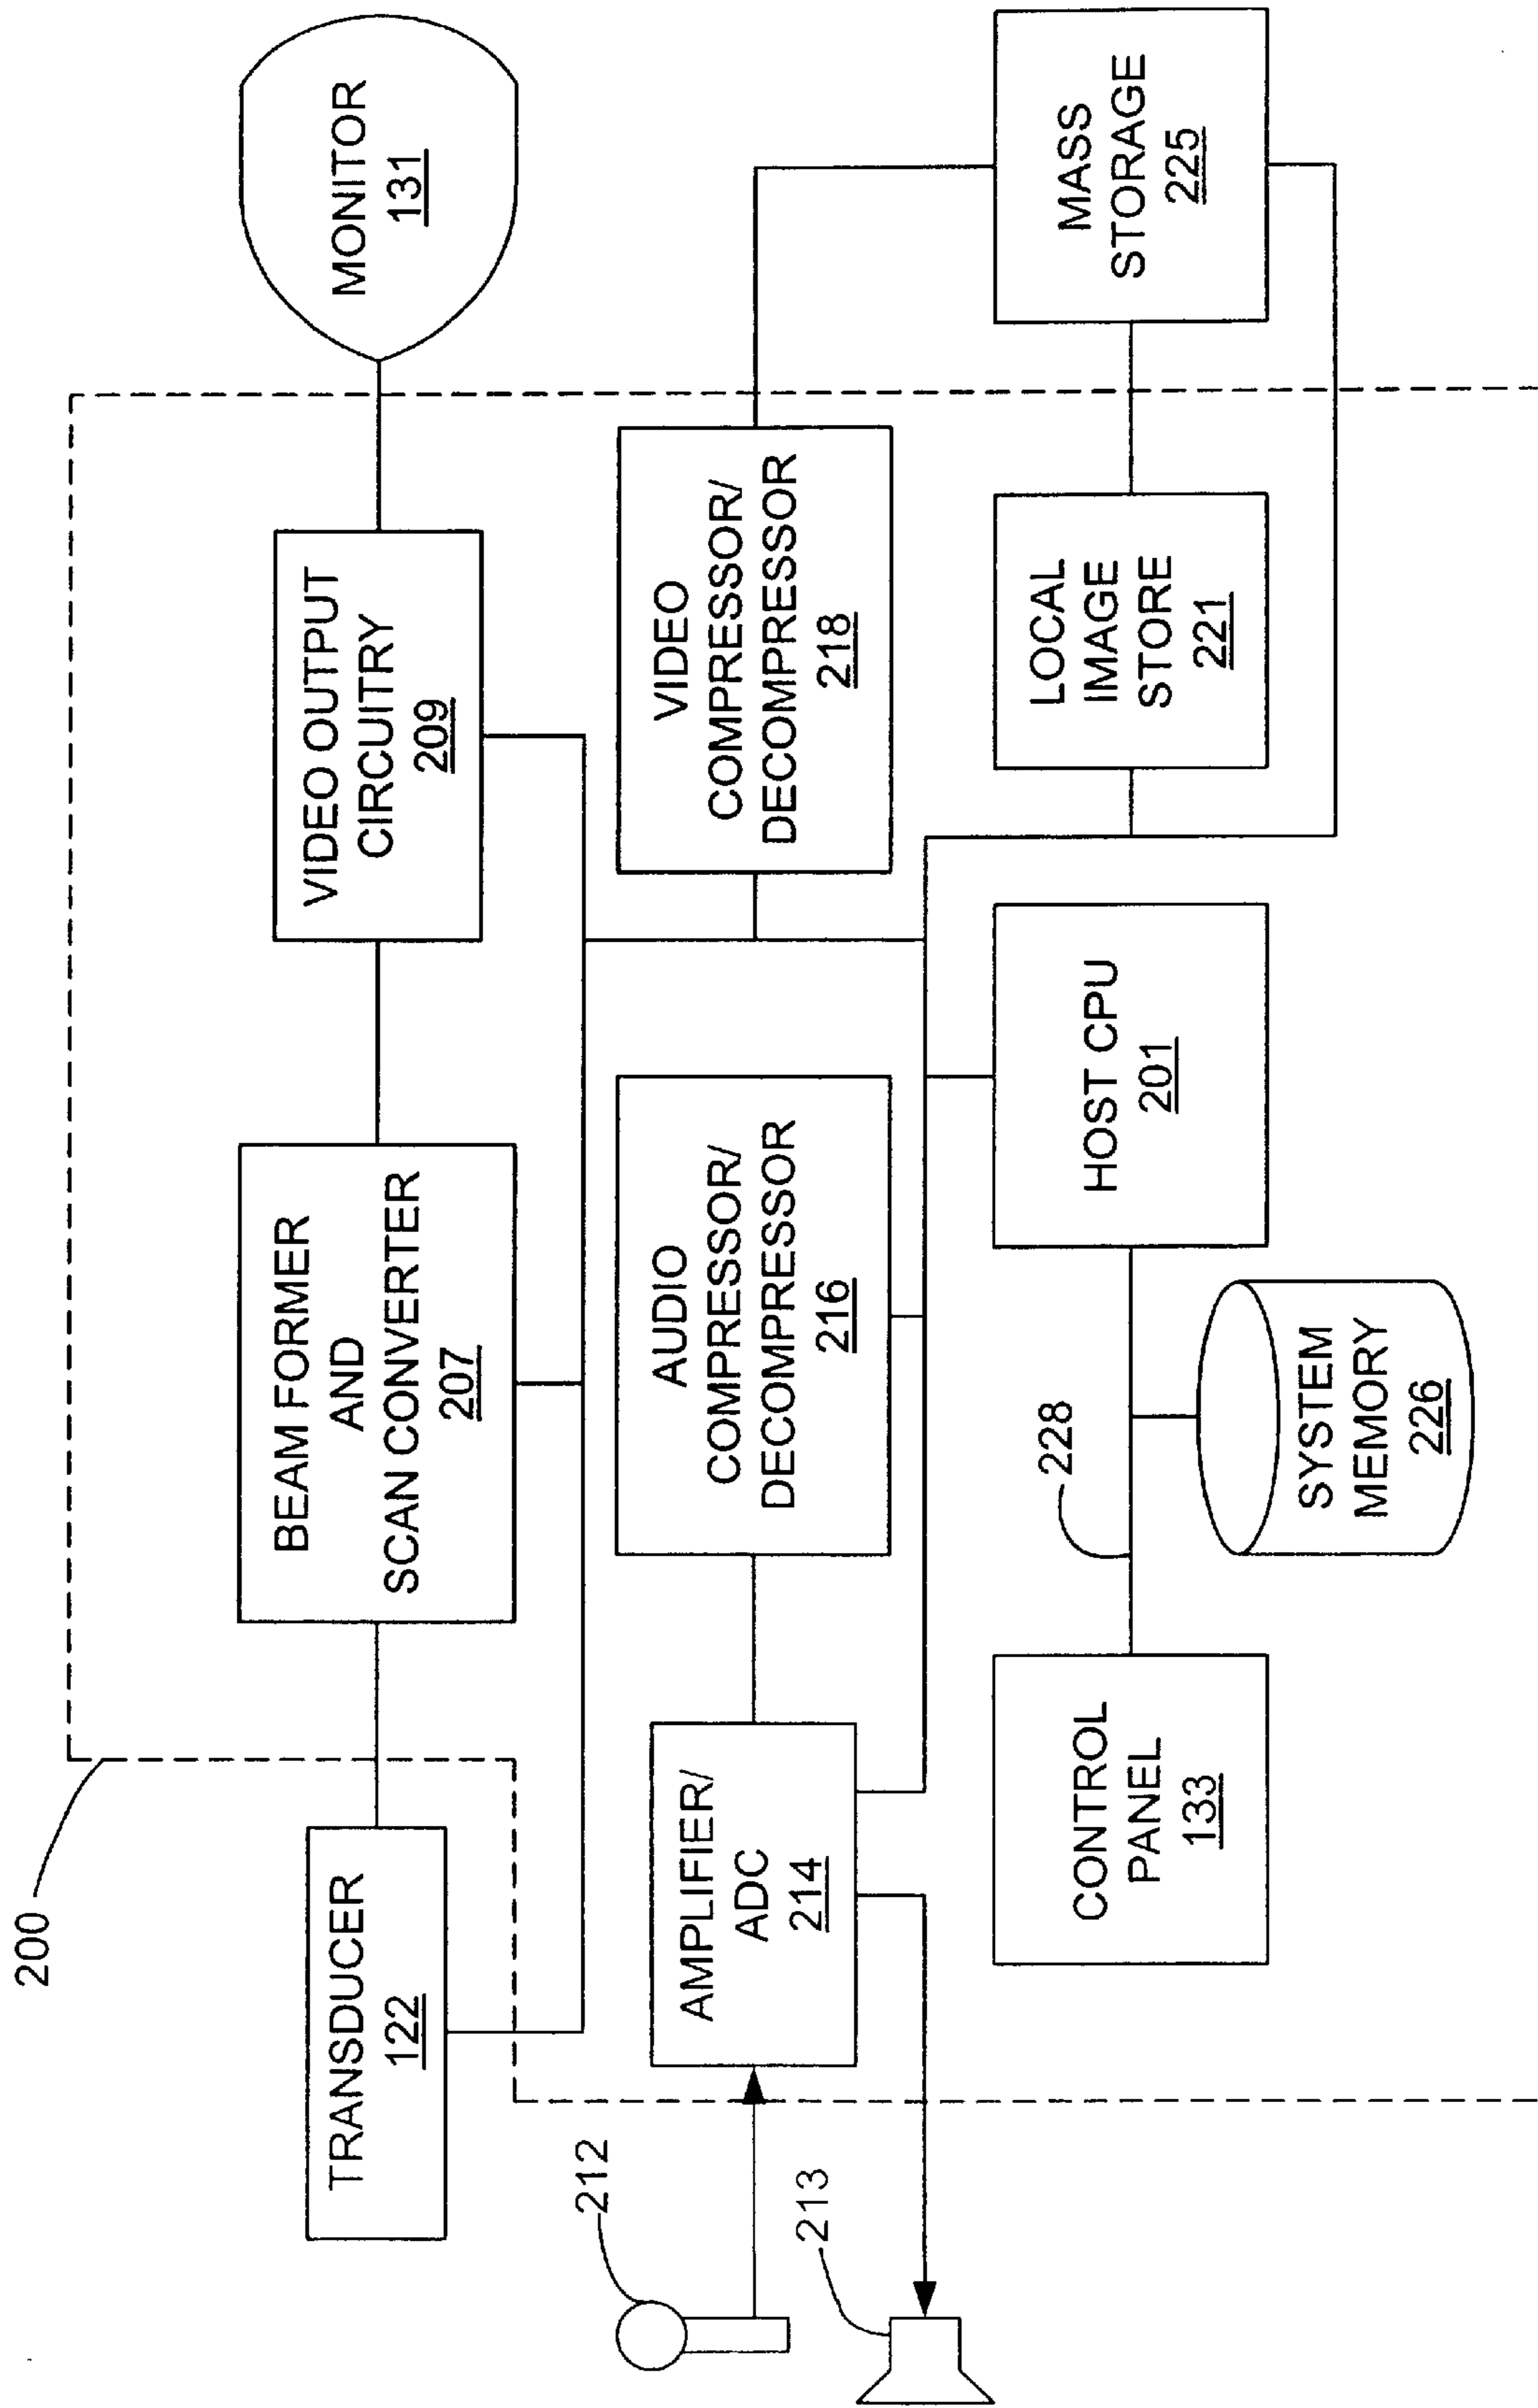 200
TRANSDUCER
122
BEAM FORMER
AND
SCAN CONVERTER
207
VIDEO OUTPUT
CIRCUITRY
209
MONITOR
131
212
213
AMPLIFIER/
ADC
214
AUDIO
COMPRESSOR/
DECOMPRESSOR
216
VIDEO
COMPRESSOR/
DECOMPRESSOR
218
CONTROL
PANEL
133
228
SYSTEM
MEMORY
226
HOST CPU
201
LOCAL
IMAGE
STORE
221
MASS
STORAGE
225